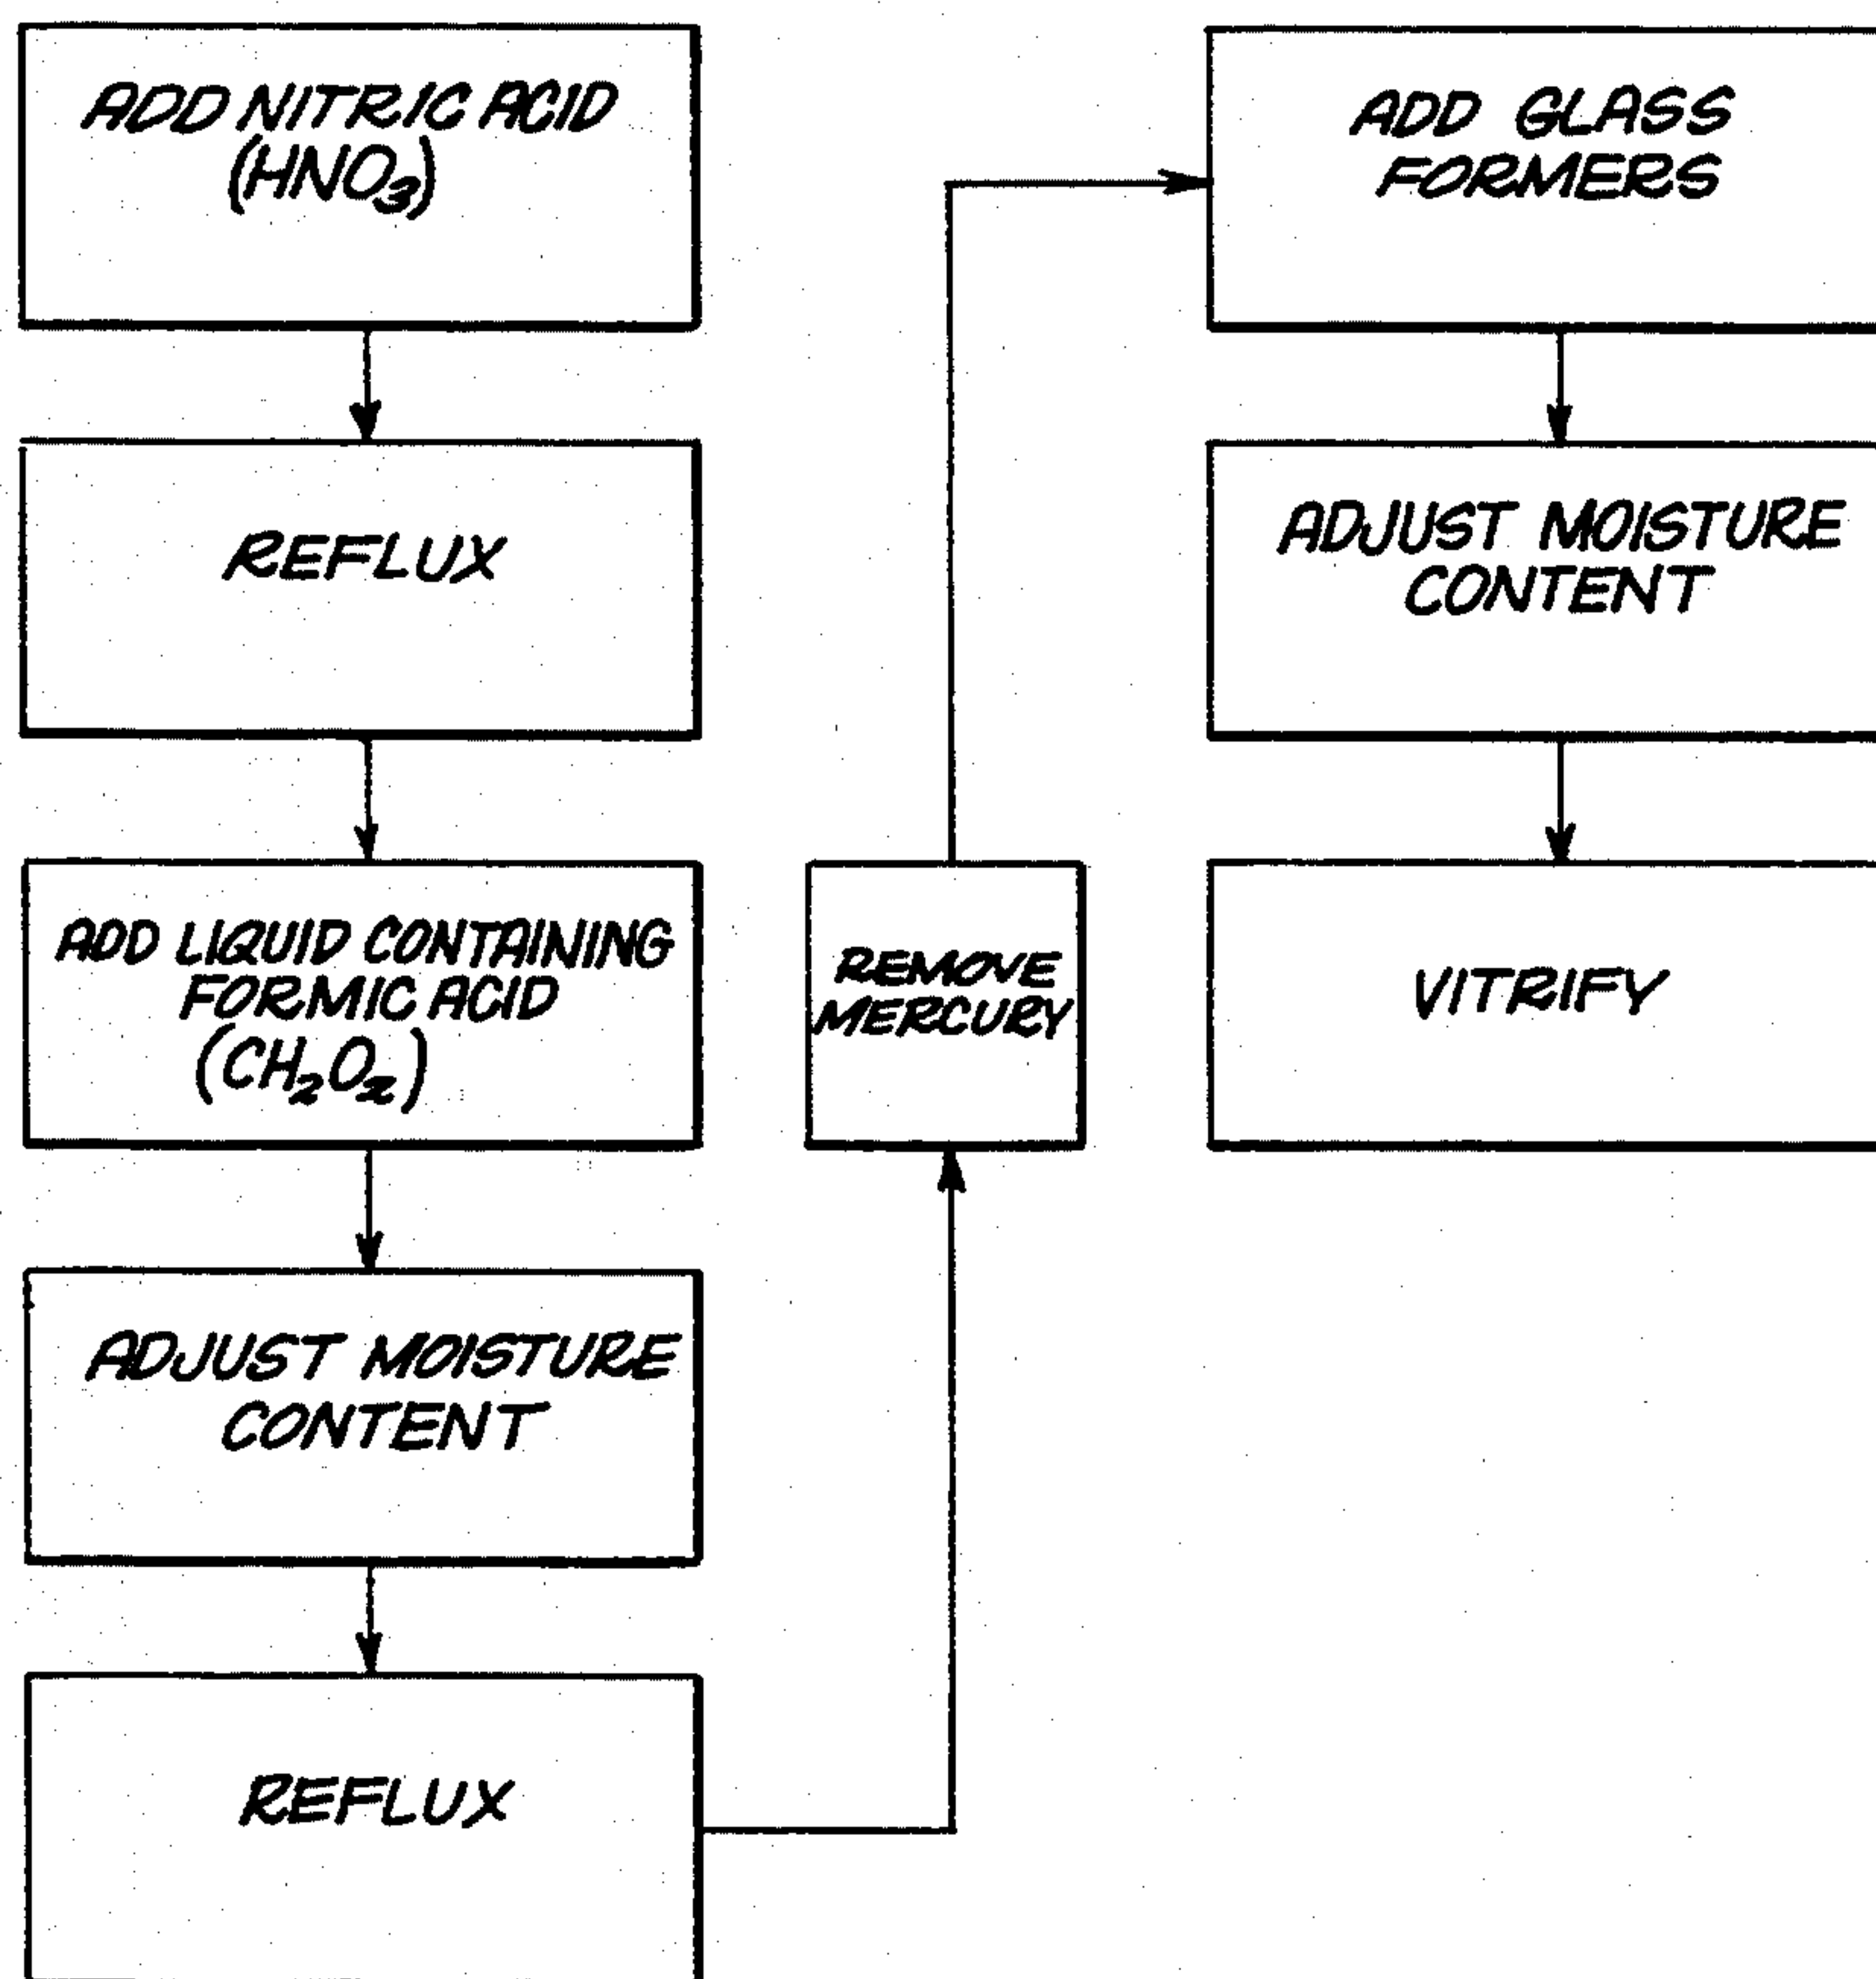 ADD NITRIC ACID
(HNO₃)
REFLUX
ADD LIQUID CONTAINING
FORMIC ACID
(CH₂O₂)
ADJUST MOISTURE
CONTENT
REFLUX
REMOVE
MERCURY
ADD GLASS
FORMERS
ADJUST MOISTURE
CONTENT
VITRIFY